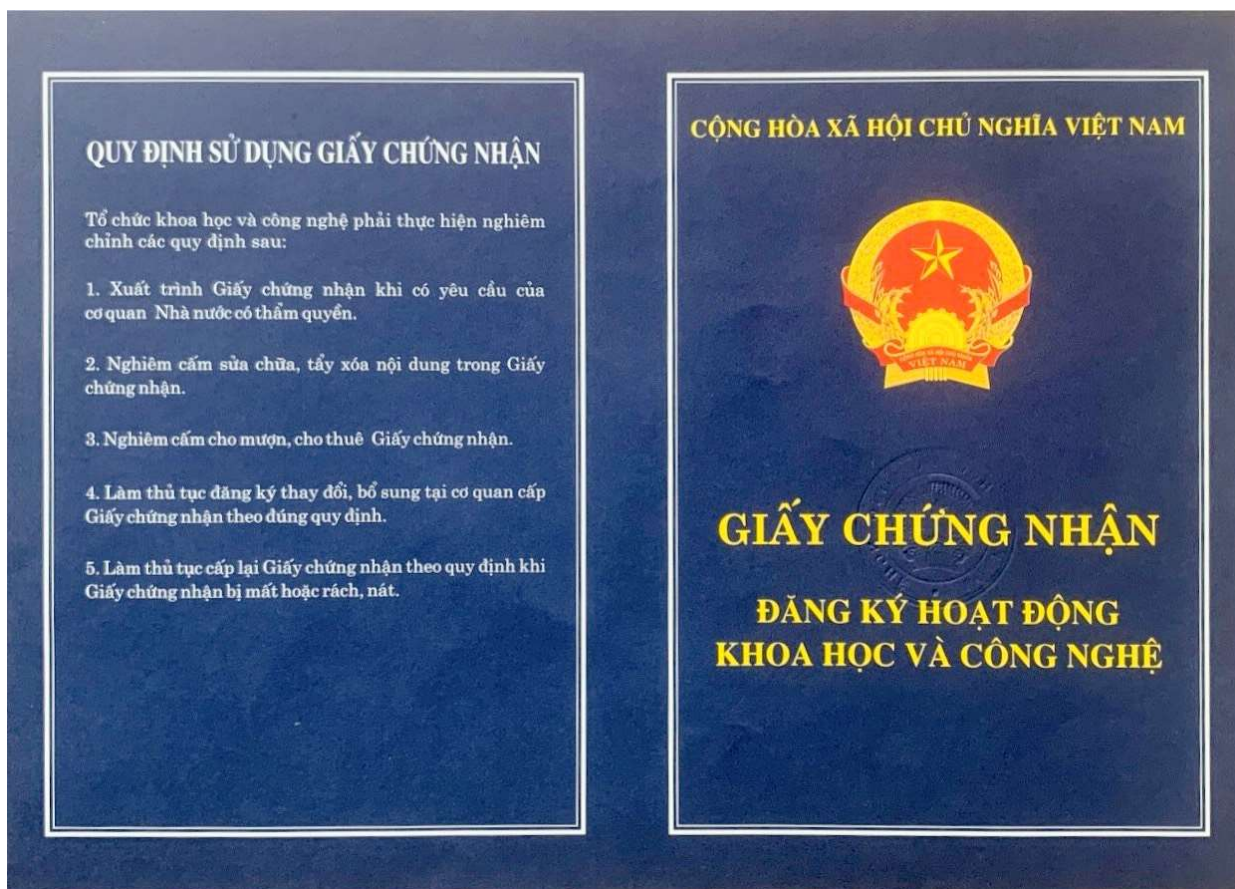 QUY ĐỊNH SỬ DỤNG GIẤY CHỨNG NHẬN
Tổ chức khoa học và công nghệ phải thực hiện nghiêm
chỉnh các quy định sau:
1. Xuất trình Giấy chứng nhận khi có yêu cầu của
cơ quan Nhà nước có thẩm quyền.
2. Nghiêm cấm sửa chữa, tẩy xóa nội dung trong Giấy
chứng nhận.
3. Nghiêm cấm cho mượn, cho thuê Giấy chứng nhận.
4. Làm thủ tục đăng ký thay đổi, bổ sung tại cơ quan cấp
Giấy chứng nhận theo đúng quy định.
5. Làm thủ tục cấp lại Giấy chứng nhận theo quy định khi
Giấy chứng nhận bị mất hoặc rách, nát.
CỘNG HÒA XÃ HỘI CHỦ NGHĨA VIỆT NAM
VIỆT NAM
GIẤY CHỨNG NHẬN
ĐĂNG KÝ HOẠT ĐỘNG
KHOA HỌC VÀ CÔNG NGHỆ